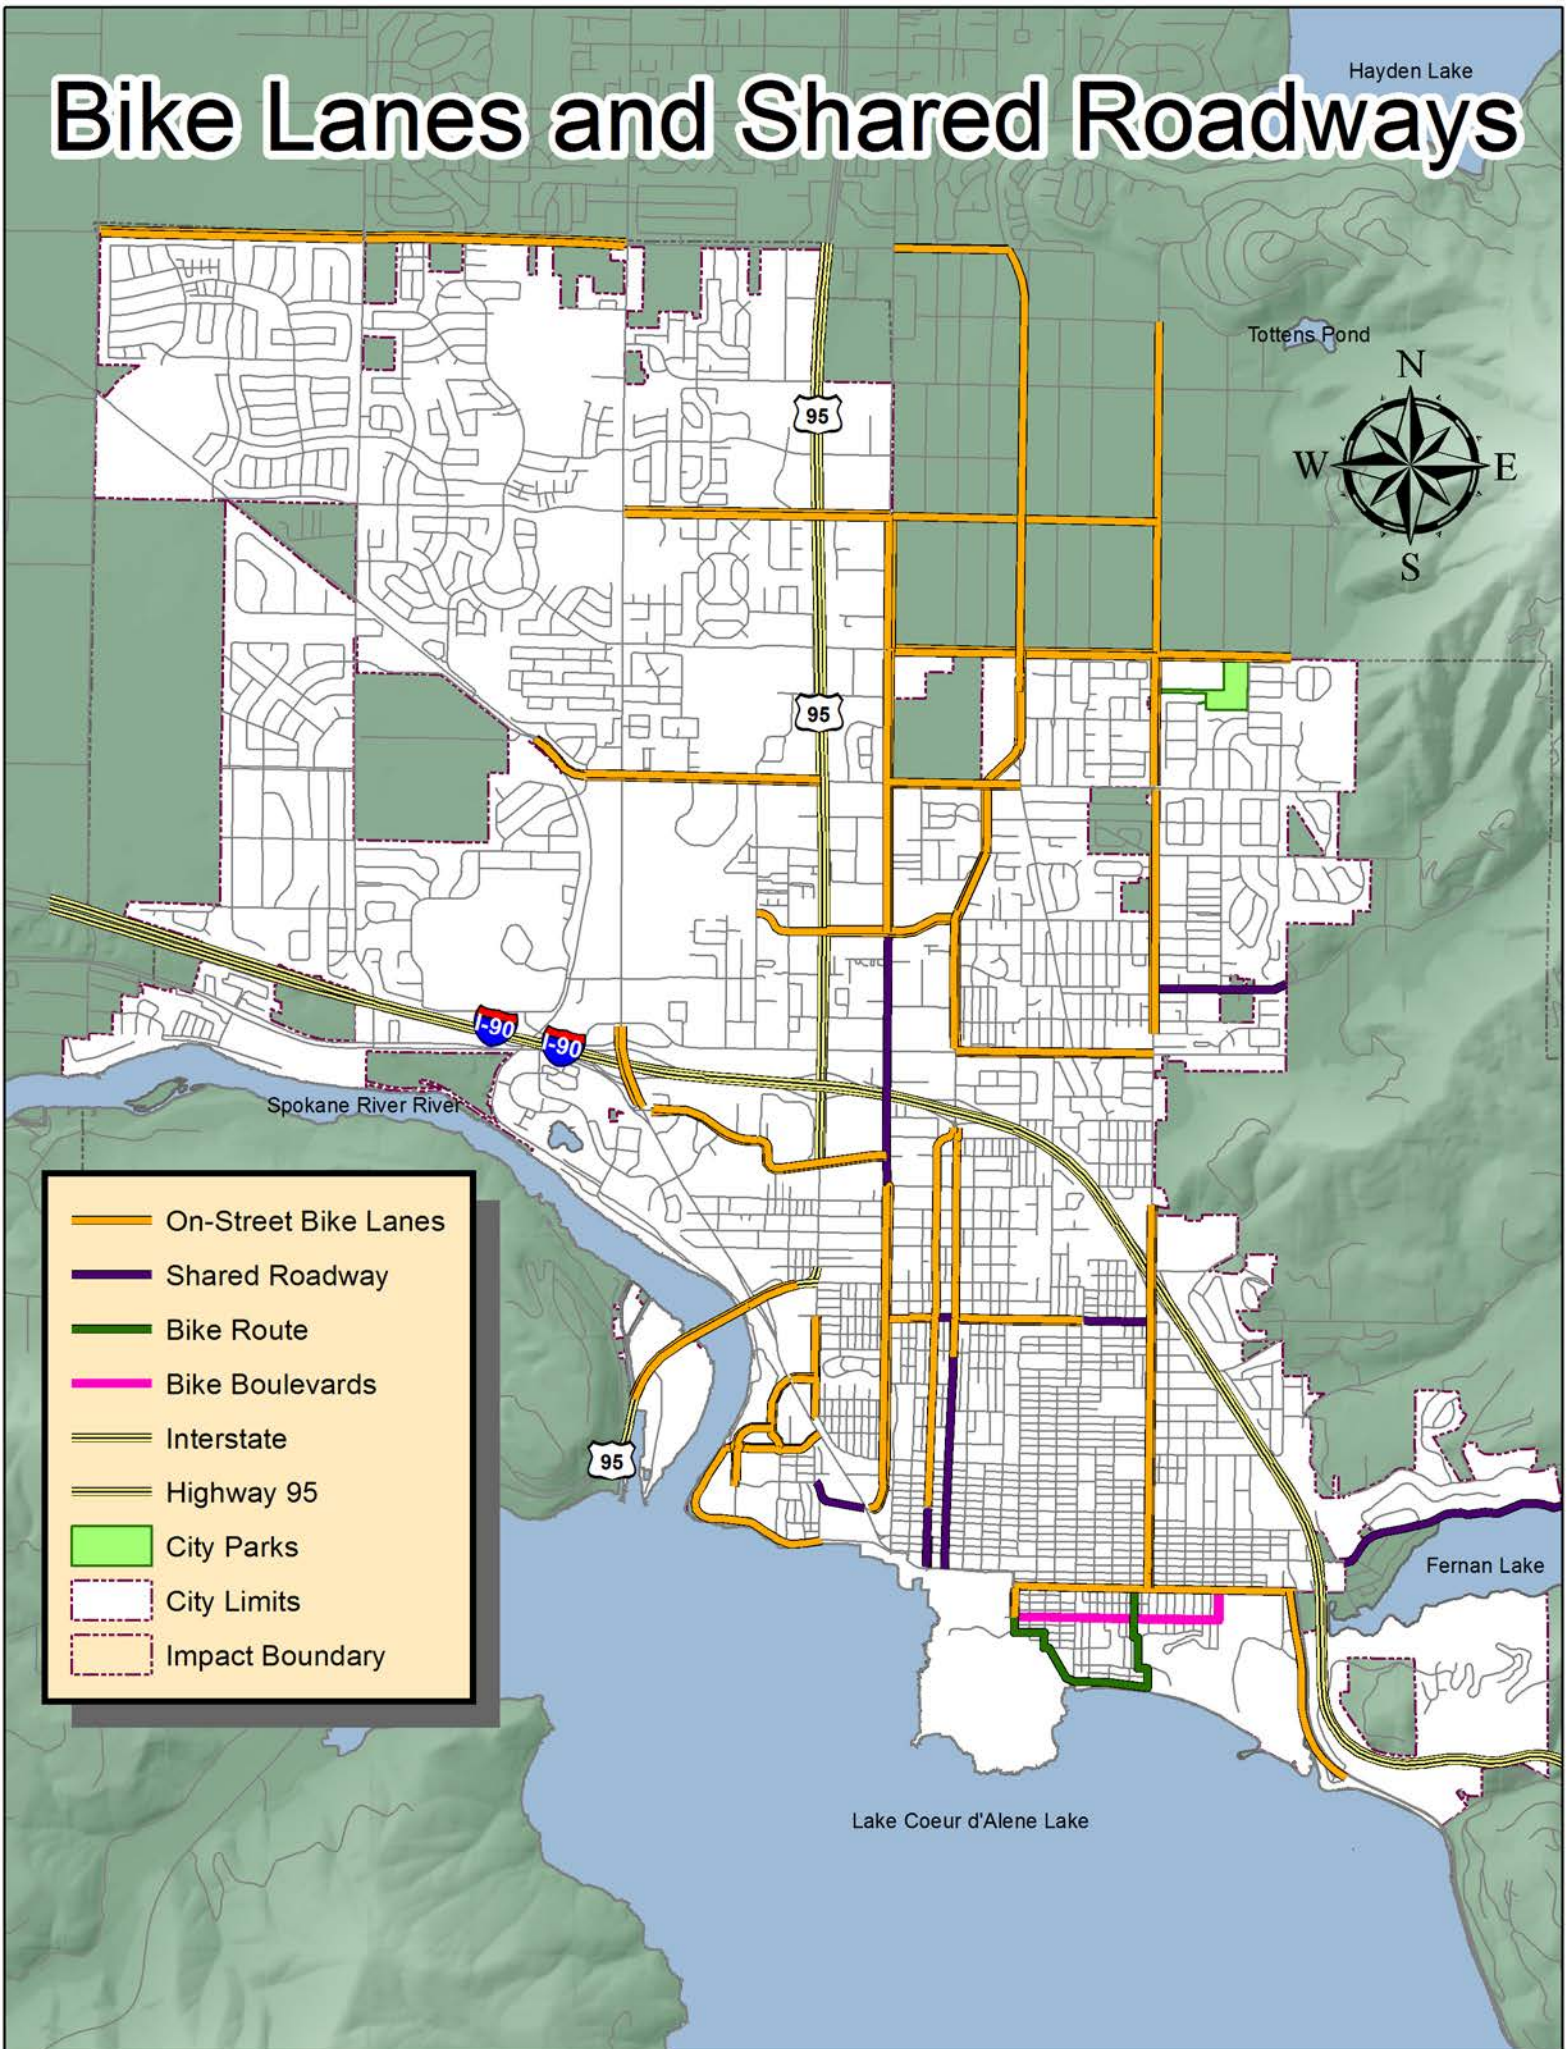 Hayden Lake
Bike Lanes and Shared Roadways
Tottens Pond
N
W
E
S
95
95
I-90
I-90
Spokane River River
On-Street Bike Lanes
Shared Roadway
Bike Route
Bike Boulevards
Interstate
Highway 95
City Parks
City Limits
Impact Boundary
95
Fernan Lake
Lake Coeur d'Alene Lake